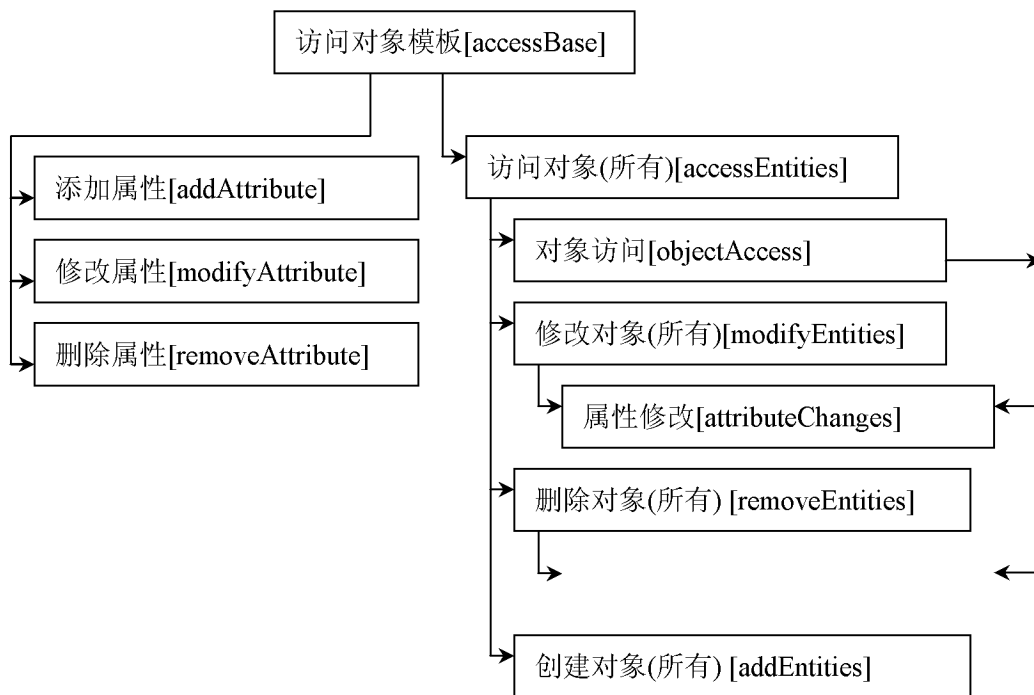 访问对象模板[accessBase]
添加属性[addAttribute]
修改属性[modifyAttribute]
删除属性[removeAttribute]
访问对象(所有)[accessEntities]
对象访问[objectAccess]
修改对象(所有)[modifyEntities]
属性修改[attributeChanges]
删除对象(所有) [removeEntities]
创建对象(所有) [addEntities]